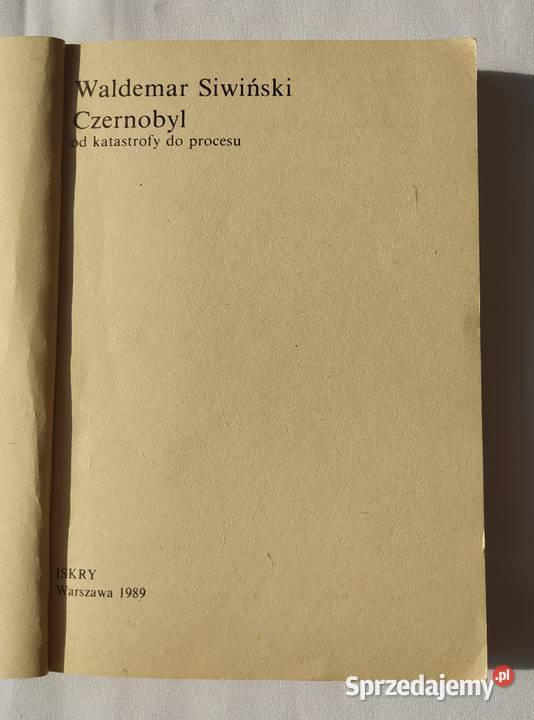 Waldemar Siwiński
Czernobyl
od katastrofy do procesu
ISKRY
Warszawa 1989
Sprzedajemy.pl